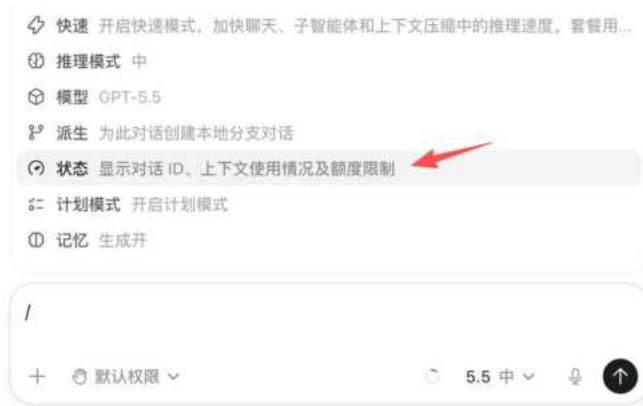 快速 开启快速模式，加快聊天、子智能体和上下文压缩中的推理速度。套餐用...
推理模式 中
模型 GPT-5.5
派生 为此对话创建本地分支对话
状态 显示对话 ID、上下文使用情况及额度限制
计划模式 开启计划模式
记忆 生成开
/
默认权限 5.5 中